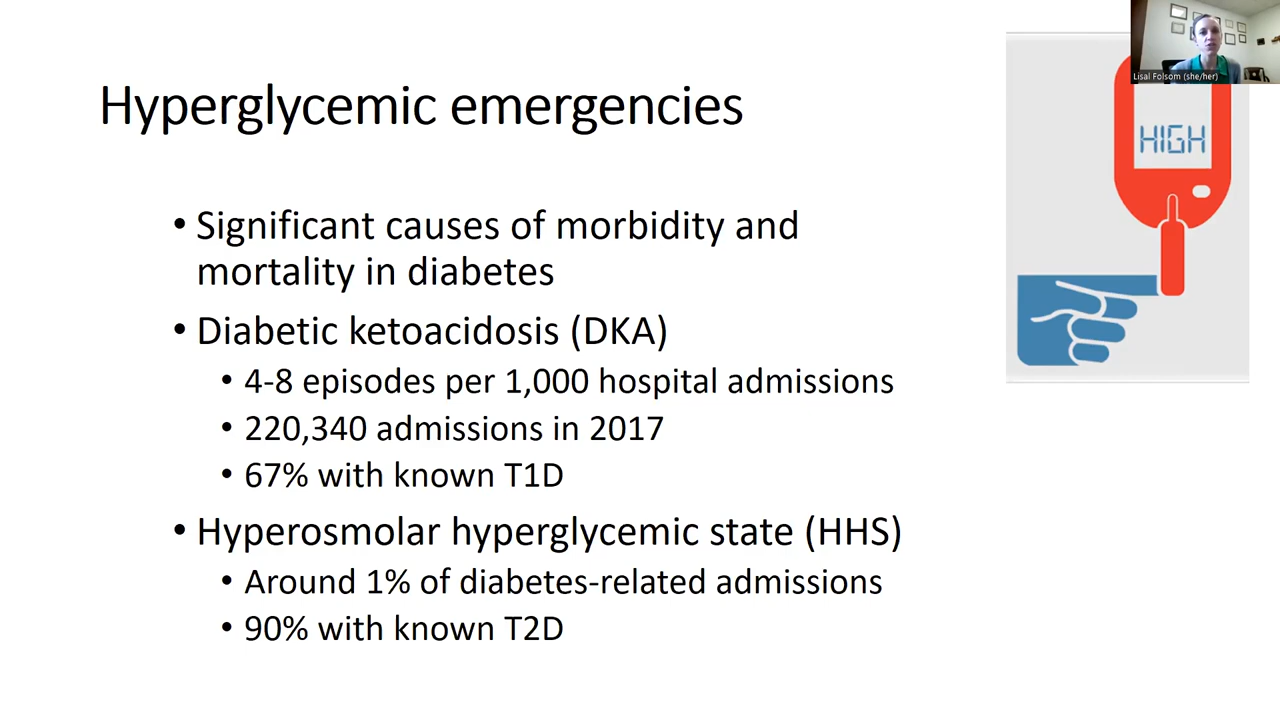 Lisal Folsom (she/her)
Hyperglycemic emergencies
HIGH
• Significant causes of morbidity and
mortality in diabetes
• Diabetic ketoacidosis (DKA)
• 4-8 episodes per 1,000 hospital admissions
• 220,340 admissions in 2017
• 67% with known T1D
• Hyperosmolar hyperglycemic state (HHS)
• Around 1% of diabetes-related admissions
• 90% with known T2D